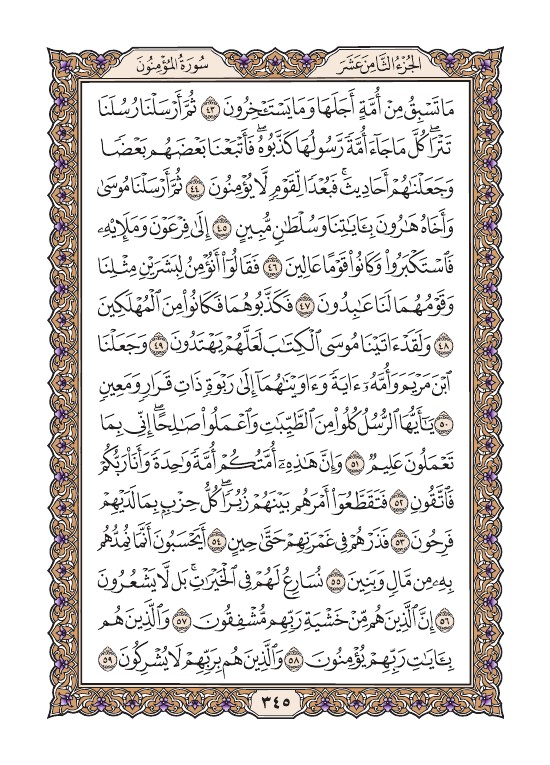 الجُزْءُ الثَّامِنَ عَشَرَ
سُورَةُ المُؤْمِنُونَ
مَا تَسْبِقُ مِنْ أُمَّةٍ أَجَلَهَا وَمَا يَسْتَـْٔخِرُونَ ٤٣ ثُمَّ أَرْسَلْنَا رُسُلَنَا
تَتْرَاۖ كُلَّ مَا جَآءَ أُمَّةً رَّسُولُهَا كَذَّبُوهُۖ فَأَتْبَعْنَا بَعْضَهُم بَعْضًا
وَجَعَلْنَٰهُمْ أَحَادِيثَۚ فَبُعْدًا لِّقَوْمٍ لَّا يُؤْمِنُونَ ٤٤ ثُمَّ أَرْسَلْنَا مُوسَىٰ
وَأَخَاهُ هَٰرُونَ بِـَٔايَٰتِنَا وَسُلْطَٰنٍ مُّبِينٍ ٤٥ إِلَىٰ فِرْعَوْنَ وَمَلَإِي۟هِۦ
فَٱسْتَكْبَرُوا۟ وَكَانُوا۟ قَوْمًا عَالِينَ ٤٦ فَقَالُوٓا۟ أَنُؤْمِنُ لِبَشَرَيْنِ مِثْلِنَا
وَقَوْمُهُمَا لَنَا عَٰبِدُونَ ٤٧ فَكَذَّبُوهُمَا فَكَانُوا۟ مِنَ ٱلْمُهْلَكِينَ
٤٨ وَلَقَدْ ءَاتَيْنَا مُوسَى ٱلْكِتَٰبَ لَعَلَّهُمْ يَهْتَدُونَ ٤٩ وَجَعَلْنَا
ٱبْنَ مَرْيَمَ وَأُمَّهُۥٓ ءَايَةً وَءَاوَيْنَٰهُمَآ إِلَىٰ رَبْوَةٍ ذَاتِ قَرَارٍ وَمَعِينٍ
٥٠ يَٰٓأَيُّهَا ٱلرُّسُلُ كُلُوا۟ مِنَ ٱلطَّيِّبَٰتِ وَٱعْمَلُوا۟ صَٰلِحًاۖ إِنِّى بِمَا
تَعْمَلُونَ عَلِيمٌ ٥١ وَإِنَّ هَٰذِهِۦٓ أُمَّتُكُمْ أُمَّةً وَٰحِدَةً وَأَنَا۠ رَبُّكُمْ
فَٱتَّقُونِ ٥٢ فَتَقَطَّعُوٓا۟ أَمْرَهُم بَيْنَهُمْ زُبُرًاۖ كُلُّ حِزْبٍۭ بِمَا لَدَيْهِمْ
فَرِحُونَ ٥٣ فَذَرْهُمْ فِى غَمْرَتِهِمْ حَتَّىٰ حِينٍ ٥٤ أَيَحْسَبُونَ أَنَّمَا نُمِدُّهُم
بِهِۦ مِن مَّالٍ وَبَنِينَ ٥٥ نُسَارِعُ لَهُمْ فِى ٱلْخَيْرَٰتِۚ بَل لَّا يَشْعُرُونَ
٥٦ إِنَّ ٱلَّذِينَ هُم مِّنْ خَشْيَةِ رَبِّهِم مُّشْفِقُونَ ٥٧ وَٱلَّذِينَ هُم
بِـَٔايَٰتِ رَبِّهِمْ يُؤْمِنُونَ ٥٨ وَٱلَّذِينَ هُم بِرَبِّهِمْ لَا يُشْرِكُونَ ٥٩
٣٤٥